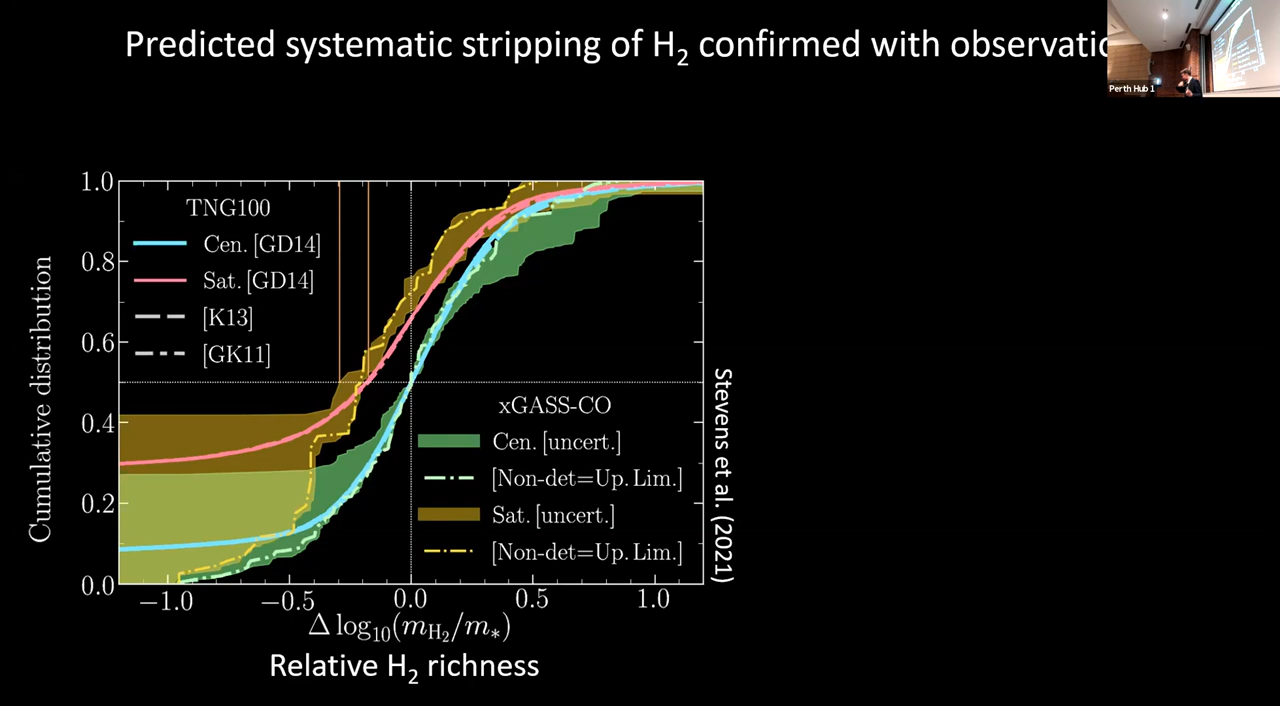 Predicted systematic stripping of H₂ confirmed with observatio
Perth Hub 1
TNG100
Cen. [GD14]
Sat. [GD14]
[K13]
[GK11]
xGASS-CO
Cen. [uncert.]
[Non-det=Up. Lim.]
Sat. [uncert.]
[Non-det=Up. Lim.]
Cumulative distribution
1.0
0.8
0.6
0.4
0.2
0.0
−1.0
−0.5
0.0
0.5
1.0
Δ log₁₀(m_H₂/m_*)
Relative H₂ richness
Stevens et al. (2021)